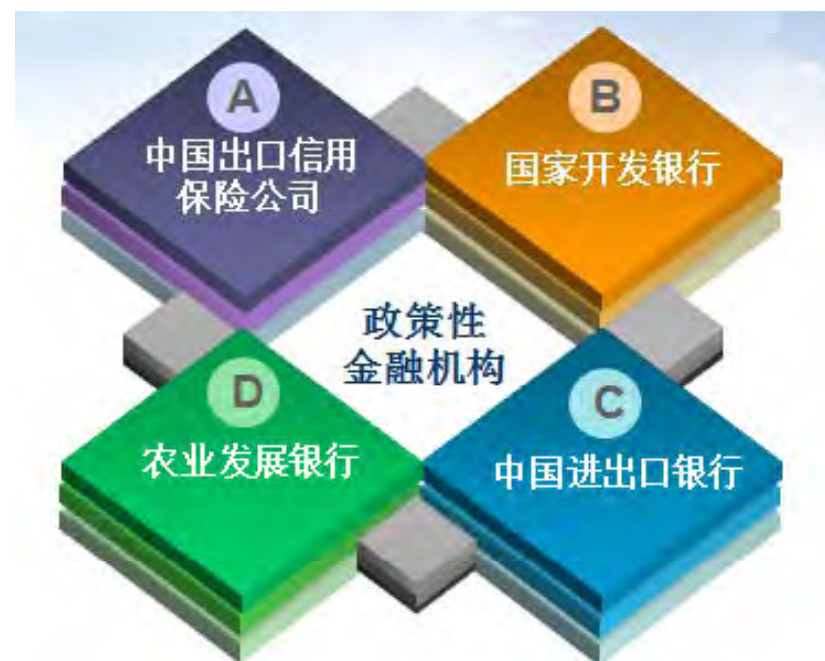 A
中国出口信用
保险公司
B
国家开发银行
政策性
金融机构
D
农业发展银行
C
中国进出口银行